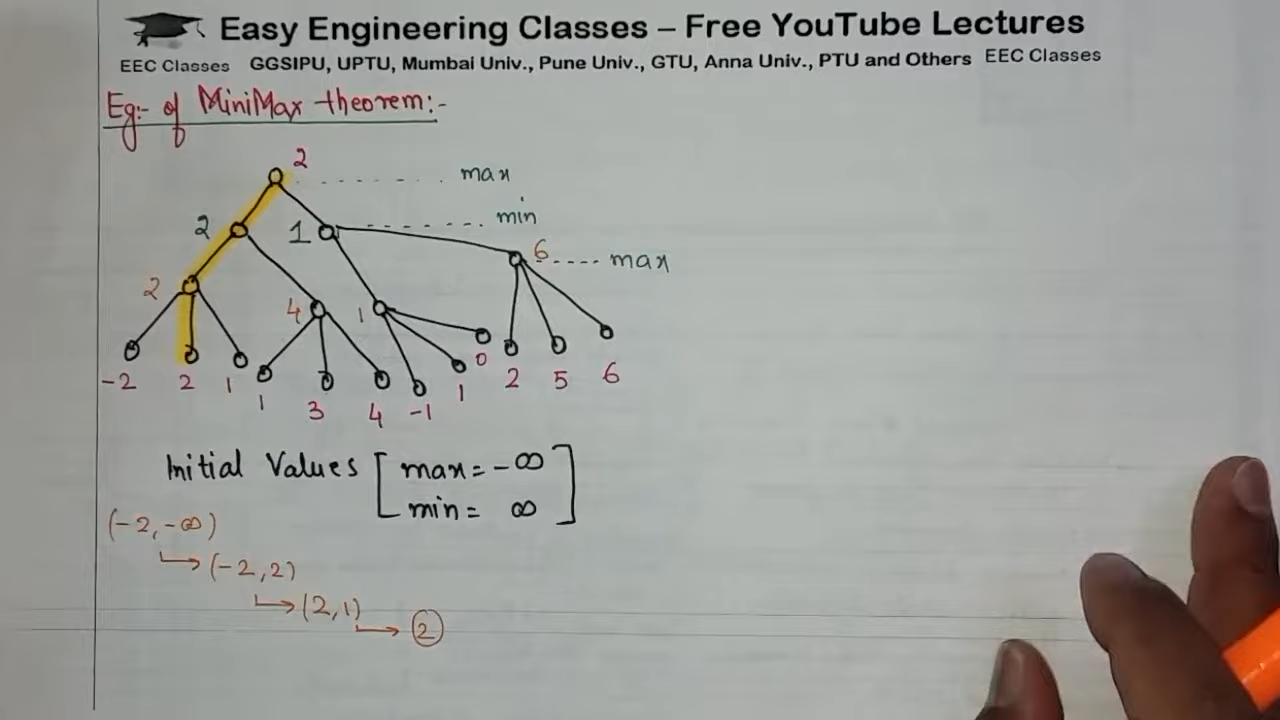 Easy Engineering Classes – Free YouTube Lectures
EEC Classes GGSIPU, UPTU, Mumbai Univ., Pune Univ., GTU, Anna Univ., PTU and Others EEC Classes
Eg:- of MiniMax theorem:-
2 max
2 1 min
6 max
2 4 1
-2 2 1 1 3 4 -1 1 0 2 5 6
Initial Values [ max = -∞
min = ∞ ]
(-2, -∞)
↳ (-2, 2)
↳ (2, 1)
↳ 2